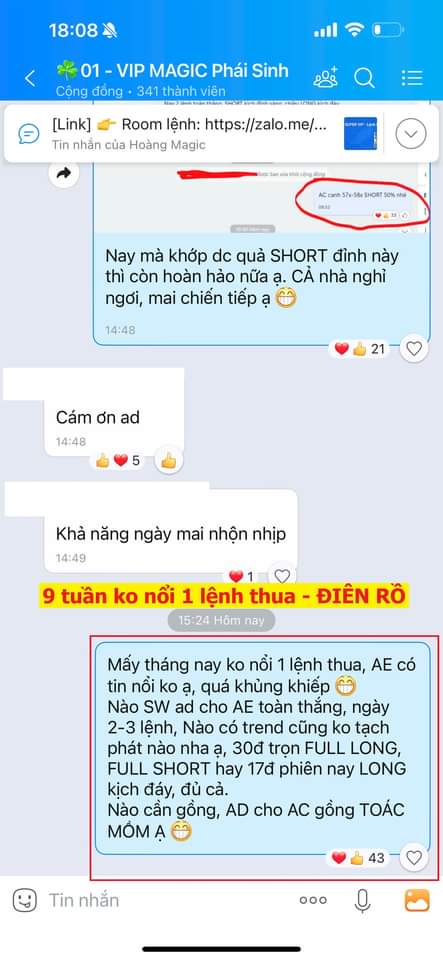 18:08
🍀01 - VIP MAGIC Phái Sinh
Cộng đồng • 341 thành viên
[Link] 👉 Room lệnh: https://zalo.me/...
Tin nhắn của Hoàng Magic
AC canh 57x-58x SHORT 50% nhé
Nay mà khớp dc quả SHORT đỉnh này
thì còn hoàn hảo nữa ạ. CẢ nhà nghỉ
ngơi, mai chiến tiếp ạ 😁
14:48
21
Cám ơn ad
14:48
5
Khả năng ngày mai nhộn nhịp
14:49
1
9 tuần ko nổi 1 lệnh thua - ĐIÊN RỒ
15:24 Hôm nay
Mấy tháng nay ko nổi 1 lệnh thua, AE có
tin nổi ko ạ, quá khủng khiếp 😁
Nào SW ad cho AE toàn thắng, ngày
2-3 lệnh, Nào có trend cũng ko tạch
phát nào nha ạ, 30đ trọn FULL LONG,
FULL SHORT hay 17đ phiên nay LONG
kịch đáy, đủ cả.
Nào cần gồng, AD cho AC gồng TOÁC
MỒM Ạ 😁
43
Tin nhắn